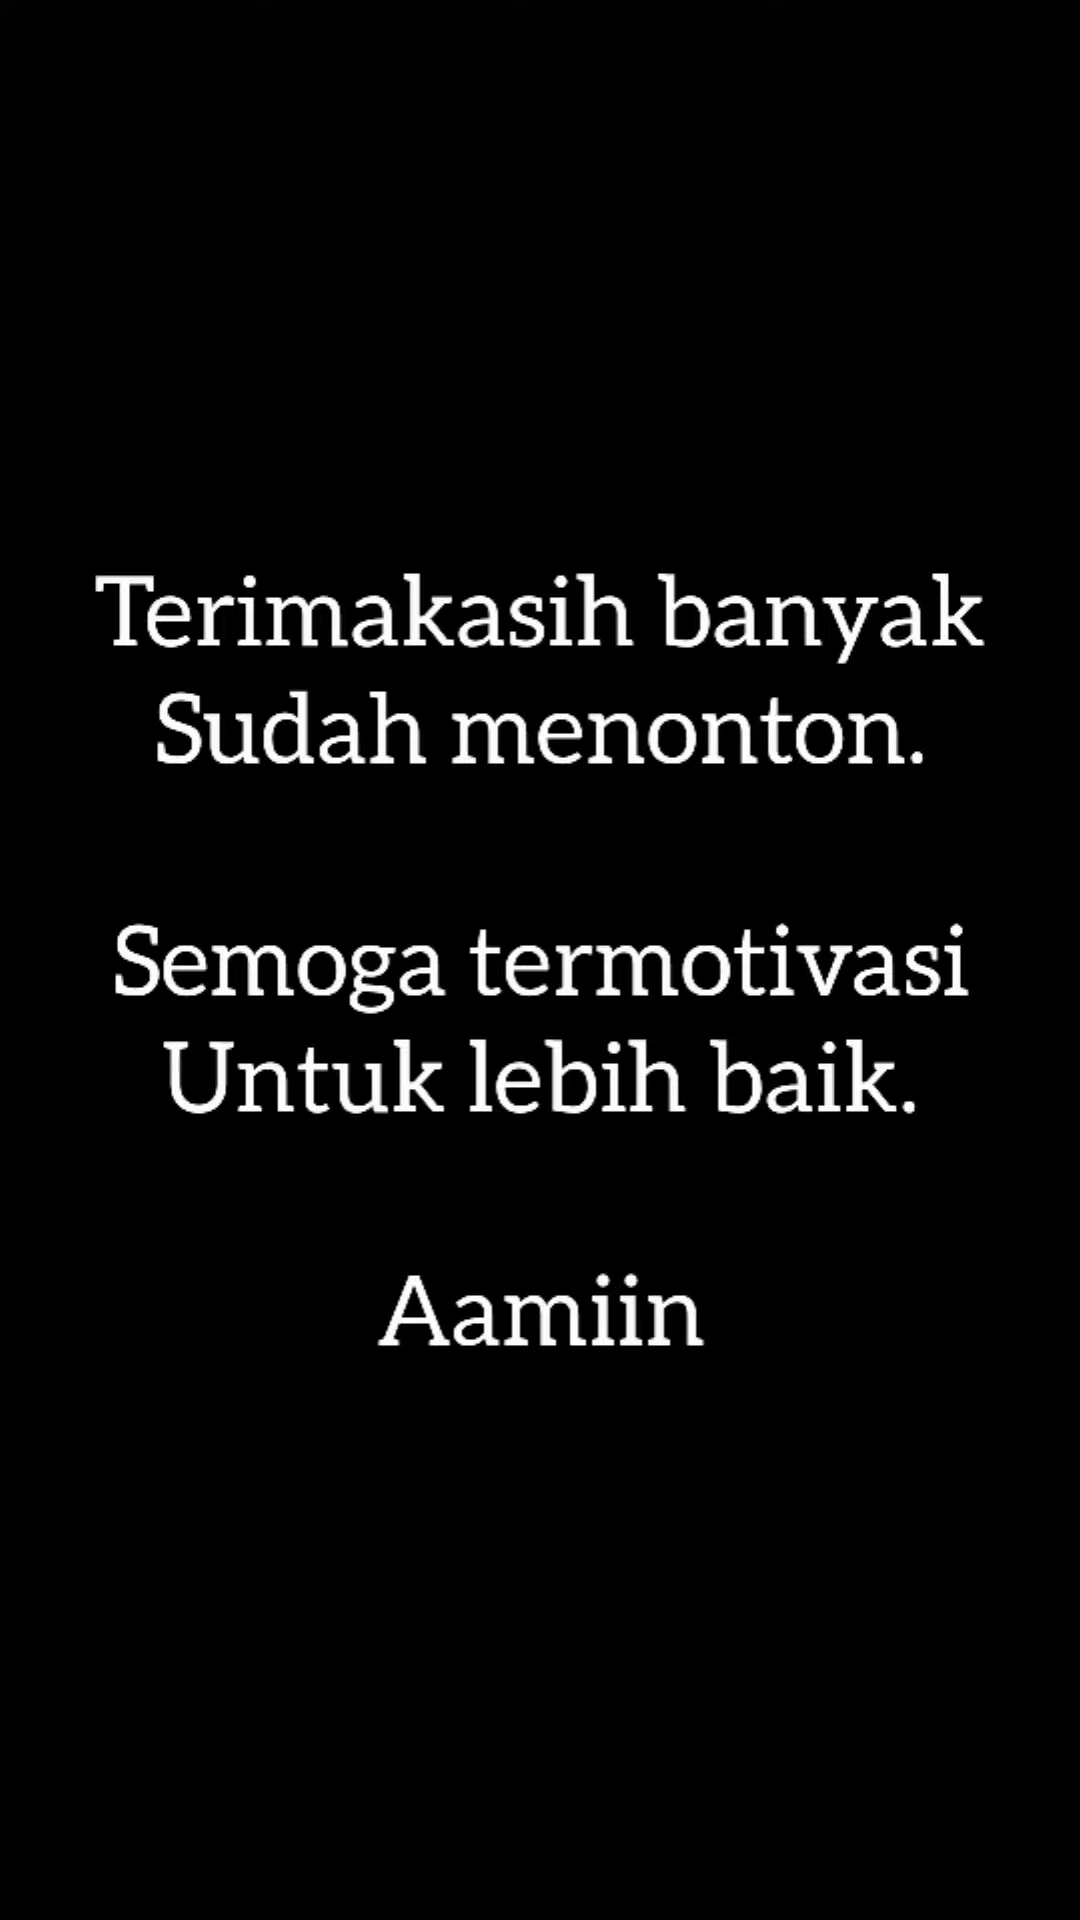 Terimakasih banyak
Sudah menonton.
Semoga termotivasi
Untuk lebih baik.
Aamiin